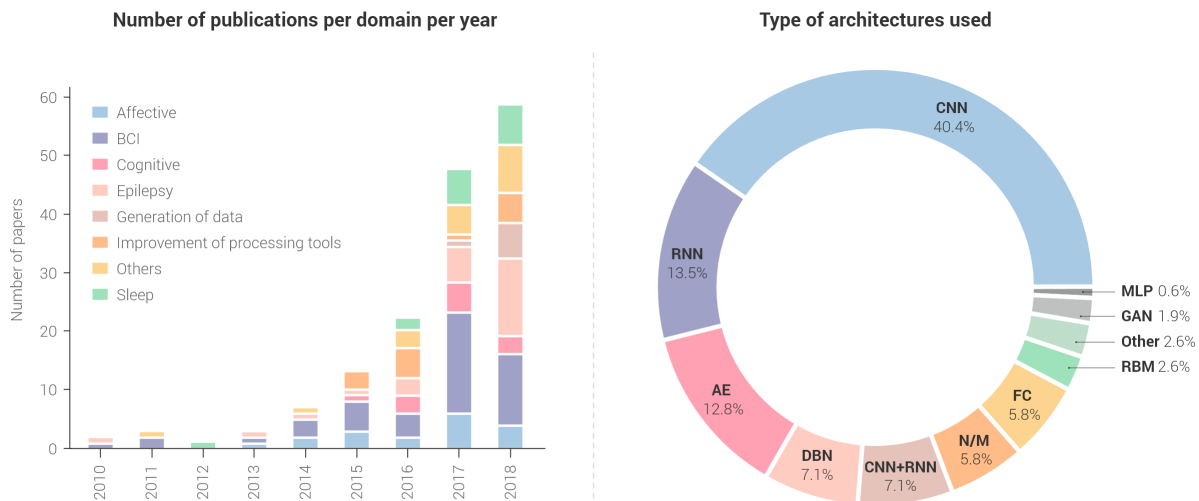 Number of publications per domain per year
Number of papers
60
50
40
30
20
10
0
Affective
BCI
Cognitive
Epilepsy
Generation of data
Improvement of processing tools
Others
Sleep
2010
2011
2012
2013
2014
2015
2016
2017
2018
Type of architectures used
CNN
40.4%
RNN
13.5%
AE
12.8%
DBN
7.1%
CNN+RNN
7.1%
N/M
5.8%
FC
5.8%
MLP 0.6%
GAN 1.9%
Other 2.6%
RBM 2.6%